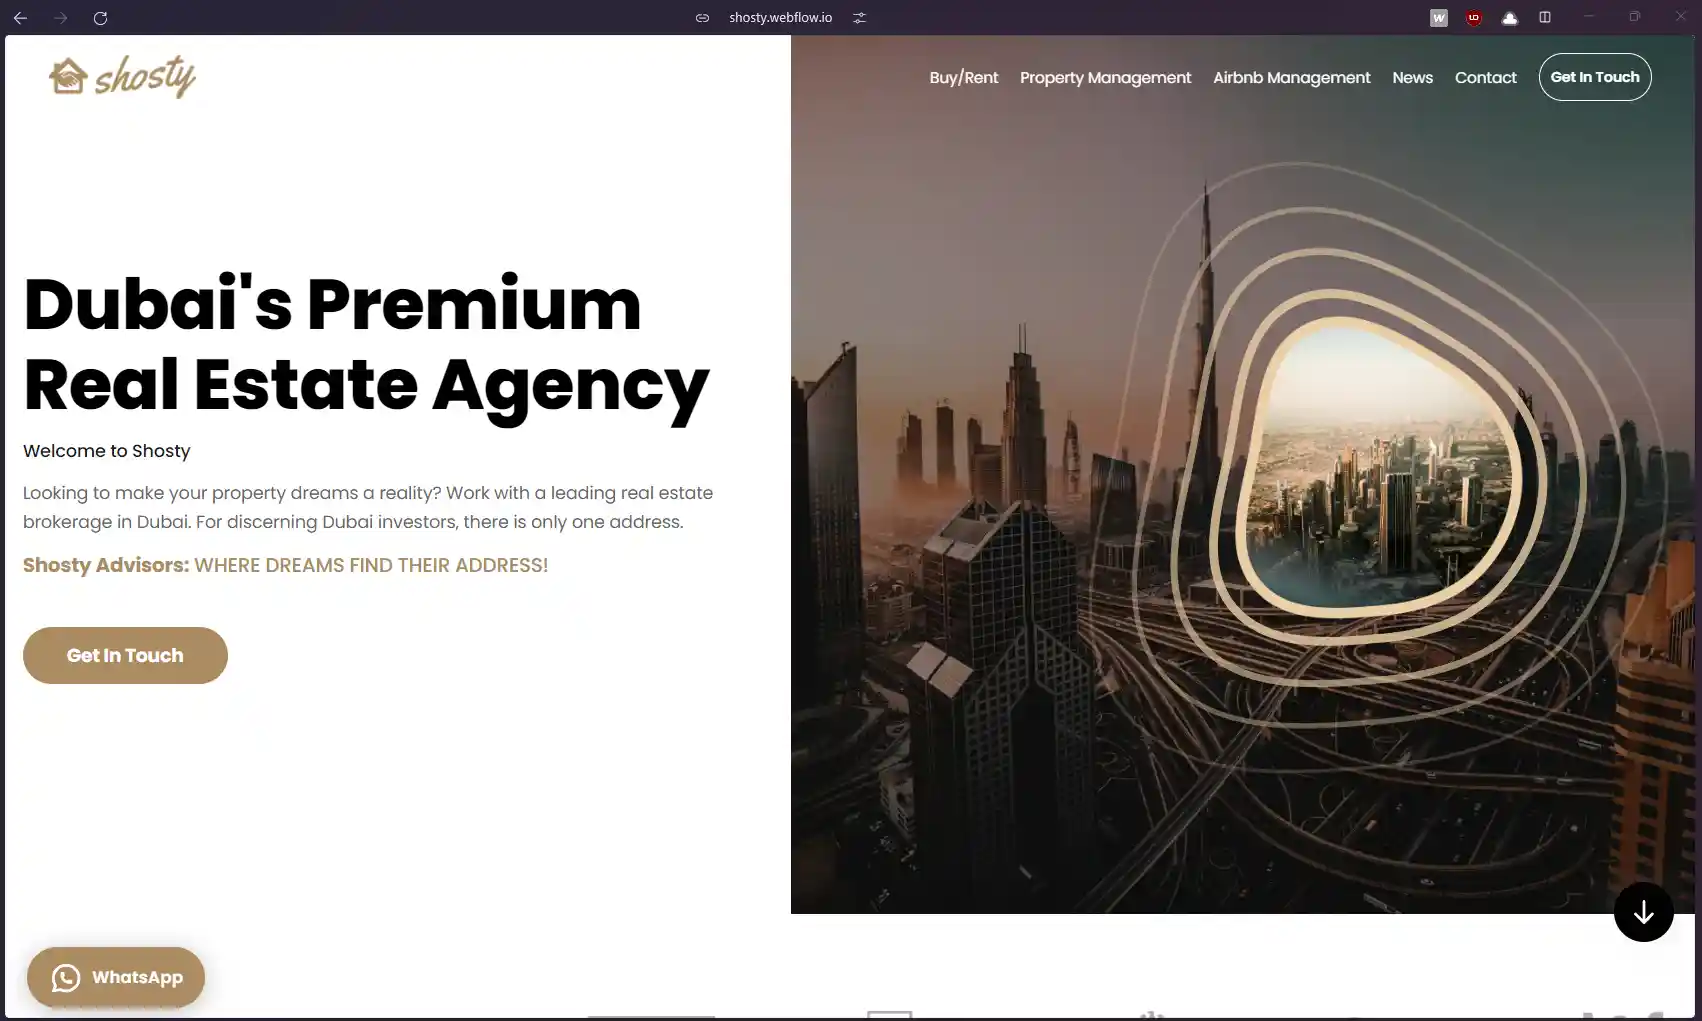 shosty.webflow.io
W
shosty
Buy/Rent
Property Management
Airbnb Management
News
Contact
Get In Touch
Dubai's Premium
Real Estate Agency
Welcome to Shosty
Looking to make your property dreams a reality? Work with a leading real estate
brokerage in Dubai. For discerning Dubai investors, there is only one address.
Shosty Advisors: WHERE DREAMS FIND THEIR ADDRESS!
Get In Touch
WhatsApp